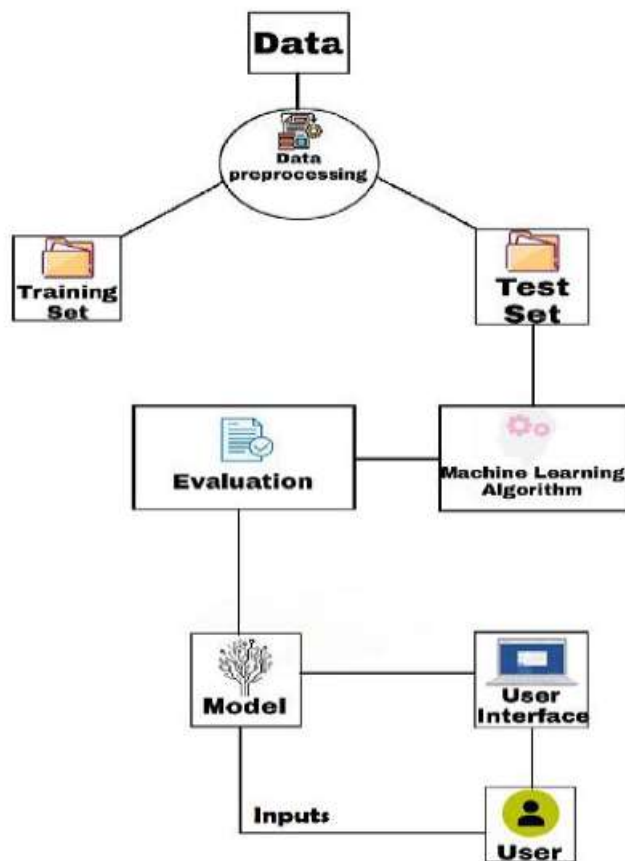 Data
Data
preprocessing
Training
Set
Test
Set
Evaluation
Machine Learning
Algorithm
Model
User
Interface
Inputs
User